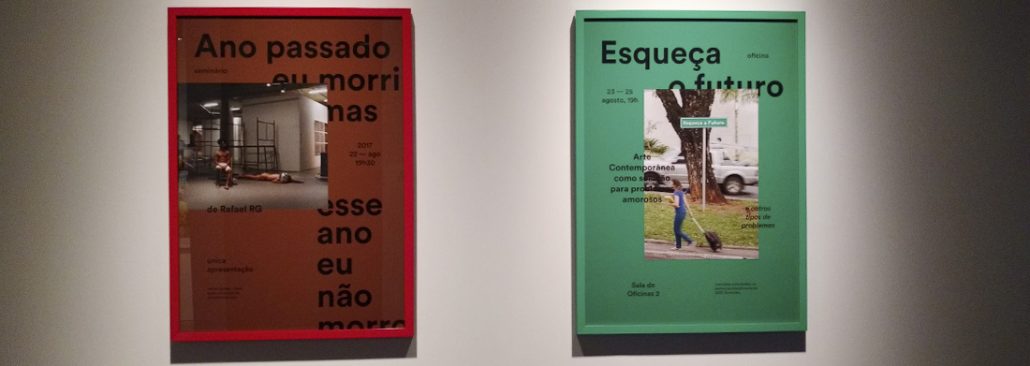 Ano passado
seminário
eu morri
mas
2017
22 — ago
19h30
de Rafael RG
esse
ano
eu
não
morro
única
apresentação
Esqueça
oficina
o futuro
23 — 25
agosto, 19h
Esqueça o Futuro
Arte
Contemporânea
como solução
para problemas
amorosos
e outros
tipos de
problemas
Sala de
Oficinas 2